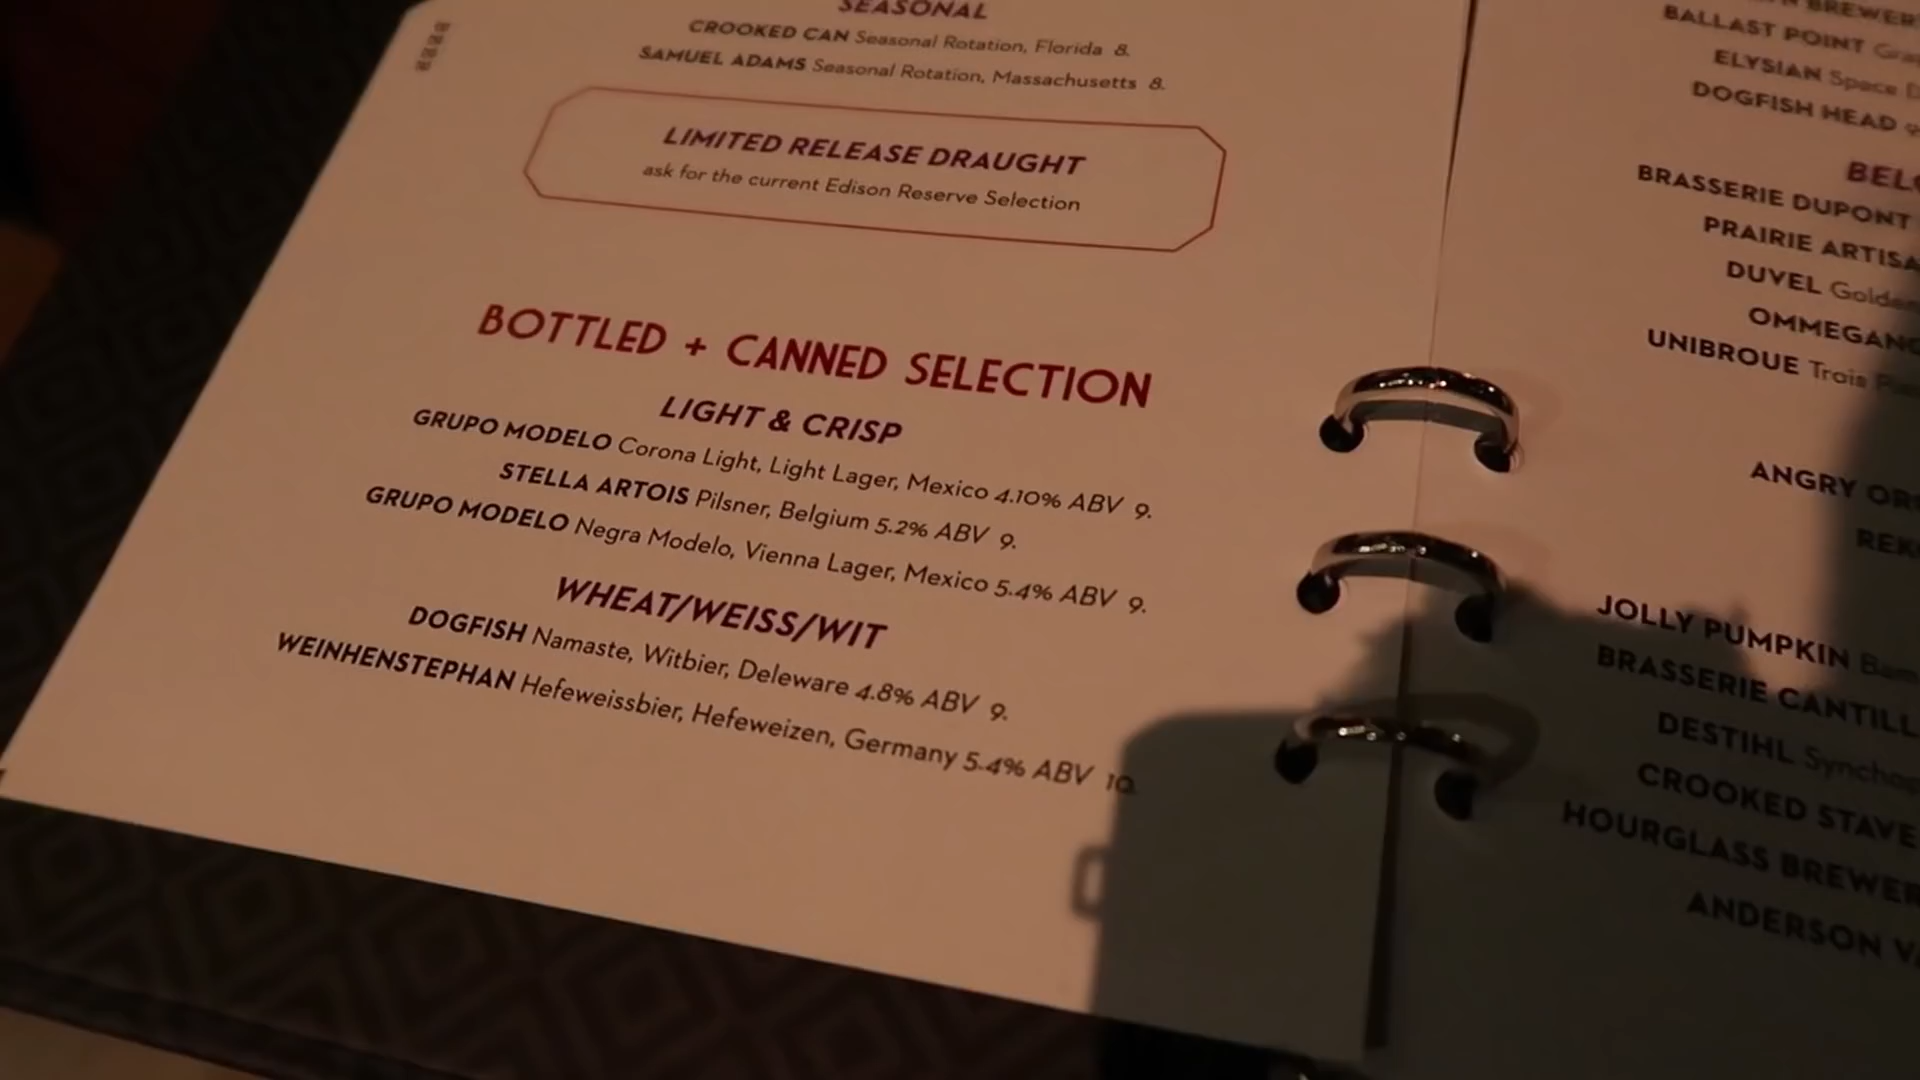 SEASONAL
CROOKED CAN Seasonal Rotation, Florida 8.
SAMUEL ADAMS Seasonal Rotation, Massachusetts 8.
LIMITED RELEASE DRAUGHT
ask for the current Edison Reserve Selection
BOTTLED + CANNED SELECTION
LIGHT & CRISP
GRUPO MODELO Corona Light, Light Lager, Mexico 4.10% ABV 9.
STELLA ARTOIS Pilsner, Belgium 5.2% ABV 9.
GRUPO MODELO Negra Modelo, Vienna Lager, Mexico 5.4% ABV 9.
WHEAT/WEISS/WIT
DOGFISH Namaste, Witbier, Deleware 4.8% ABV 9.
WEINHENSTEPHAN Hefeweissbier, Hefeweizen, Germany 5.4% ABV 10.
BALLAST POINT
ELYSIAN Space
DOGFISH HEAD
BRASSERIE DUPONT
PRAIRIE
DUVEL
UNIBROUE Trois
ANGRY
JOLLY PUMPKIN
BRASSERIE
DESTIHL
CROOKED STAVE
HOURGLASS
ANDERSON